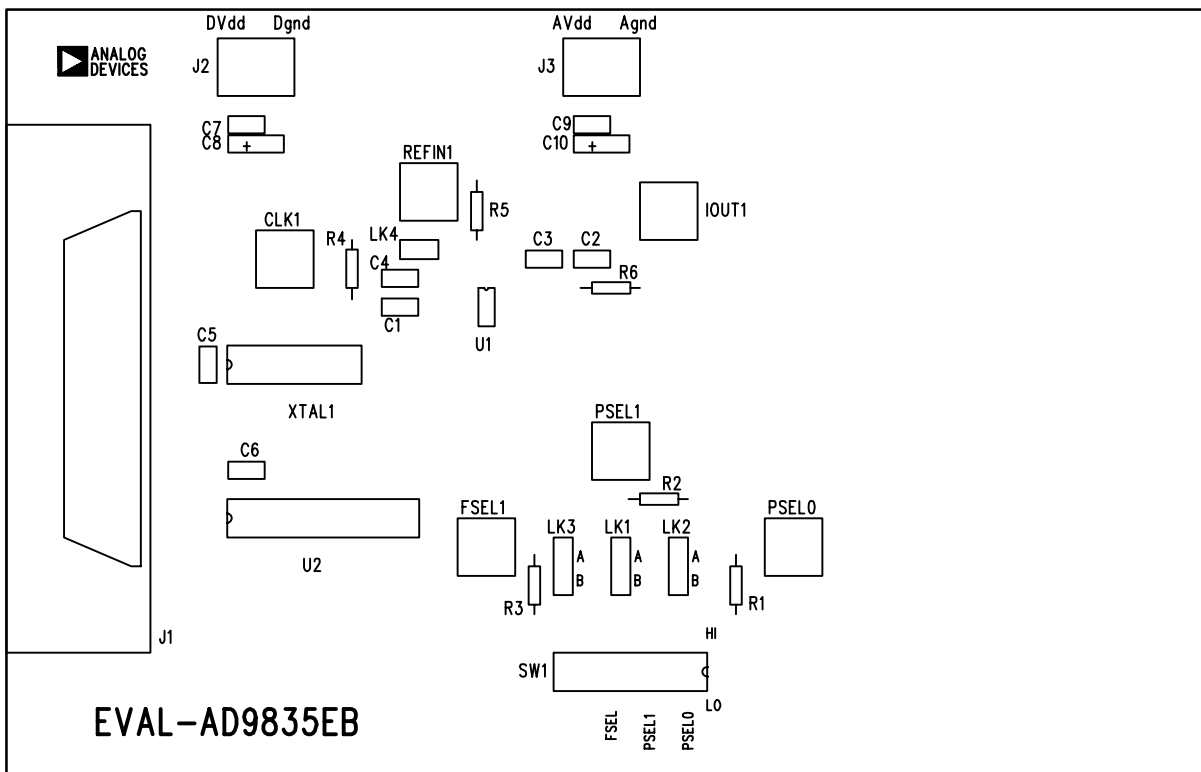 DVdd Dgnd
AVdd Agnd
ANALOG
DEVICES
J2
J3
C7
C8 +
C9
C10 +
REFIN1
R5
IOUT1
CLK1
R4
LK4
C4
C3
C2
R6
C1
U1
C5
XTAL1
PSEL1
C6
R2
FSEL1
LK3
LK1
LK2
PSEL0
A
A
A
B
B
B
U2
R3
R1
J1
HI
SW1
LO
FSEL
PSEL1
PSEL0
EVAL-AD9835EB